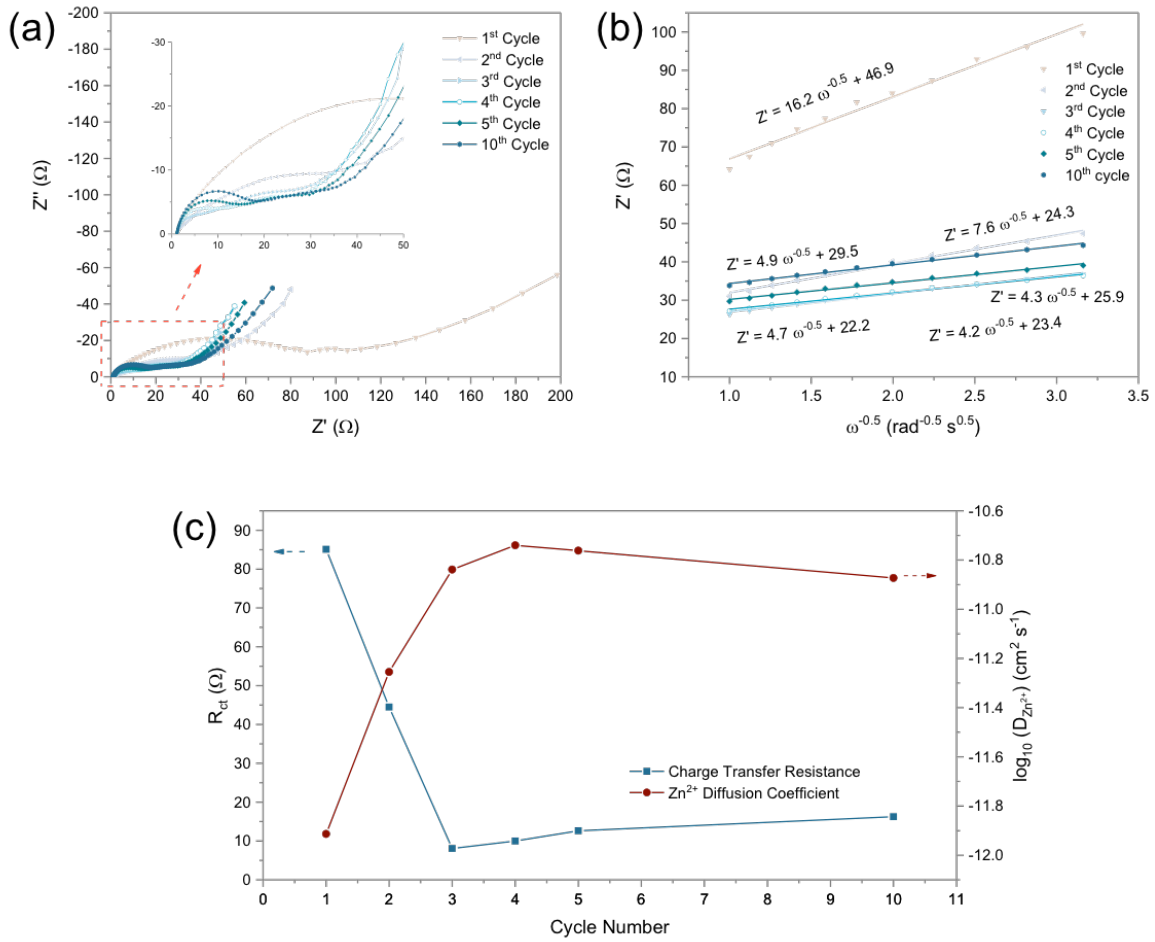 (a)
-200
-180
-160
-140
-120
-100
-80
-60
-40
-20
0
Z'' (Ω)
0
20
40
60
80
100
120
140
160
180
200
Z' (Ω)
-30
-20
-10
0
0
10
20
30
40
50
1st Cycle
2nd Cycle
3rd Cycle
4th Cycle
5th Cycle
10th Cycle
(b)
100
90
80
70
60
50
40
30
20
10
Z' (Ω)
1.0
1.5
2.0
2.5
3.0
3.5
ω-0.5 (rad-0.5 s0.5)
Z' = 16.2 ω-0.5 + 46.9
1st Cycle
2nd Cycle
3rd Cycle
4th Cycle
5th Cycle
10th cycle
Z' = 7.6 ω-0.5 + 24.3
Z' = 4.9 ω-0.5 + 29.5
Z' = 4.3 ω-0.5 + 25.9
Z' = 4.7 ω-0.5 + 22.2
Z' = 4.2 ω-0.5 + 23.4
(c)
90
80
70
60
50
40
30
20
10
0
Rct (Ω)
0
1
2
3
4
5
6
7
8
9
10
11
Cycle Number
-10.6
-10.8
-11.0
-11.2
-11.4
-11.6
-11.8
-12.0
log10 (DZn2+) (cm2 s-1)
Charge Transfer Resistance
Zn2+ Diffusion Coefficient